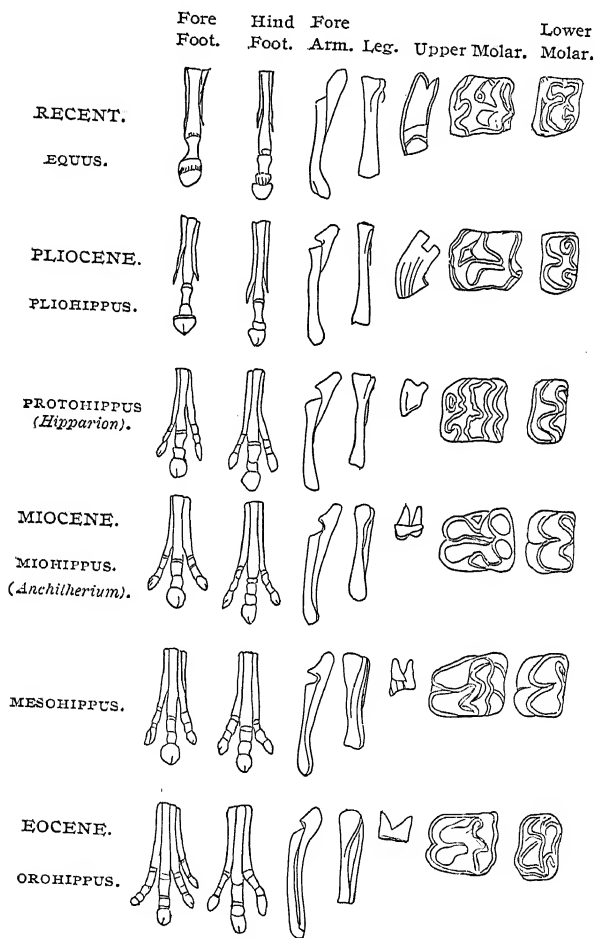 Fore Foot.
Hind Foot.
Fore Arm.
Leg.
Upper Molar.
Lower Molar.
RECENT.
EQUUS.
PLIOCENE.
PLIOHIPPUS.
PROTOHIPPUS
(Hipparion).
MIOCENE.
MIOHIPPUS.
(Anchitherium).
MESOHIPPUS.
EOCENE.
OROHIPPUS.